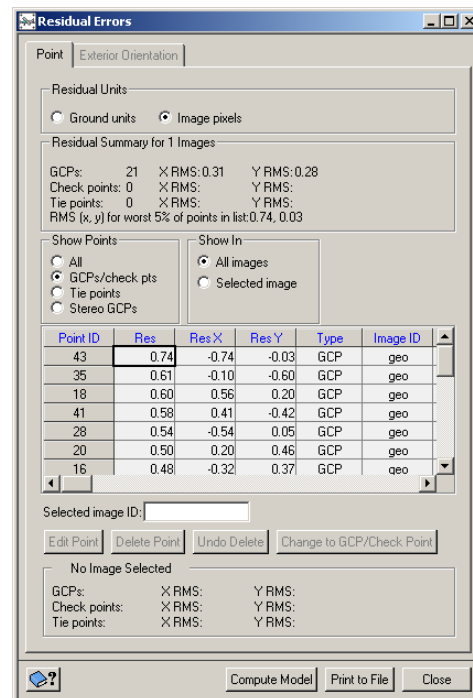 Residual Errors
Point Exterior Orientation
Residual Units
Ground units Image pixels
Residual Summary for 1 Images
GCPs: 21 X RMS: 0.31 Y RMS: 0.28
Check points: 0 X RMS: Y RMS:
Tie points: 0 X RMS: Y RMS:
RMS (x, y) for worst 5% of points in list: 0.74, 0.03
Show Points Show In
All All images
GCPs/check pts Selected image
Tie points
Stereo GCPs
Point ID Res Res X Res Y Type Image ID
43 0.74 -0.74 -0.03 GCP geo
35 0.61 -0.10 -0.60 GCP geo
18 0.60 0.56 0.20 GCP geo
41 0.58 0.41 -0.42 GCP geo
28 0.54 -0.54 0.05 GCP geo
20 0.50 0.20 0.46 GCP geo
16 0.48 -0.32 0.37 GCP geo
Selected image ID:
Edit Point Delete Point Undo Delete Change to GCP/Check Point
No Image Selected
GCPs: X RMS: Y RMS:
Check points: X RMS: Y RMS:
Tie points: X RMS: Y RMS:
? Compute Model Print to File Close